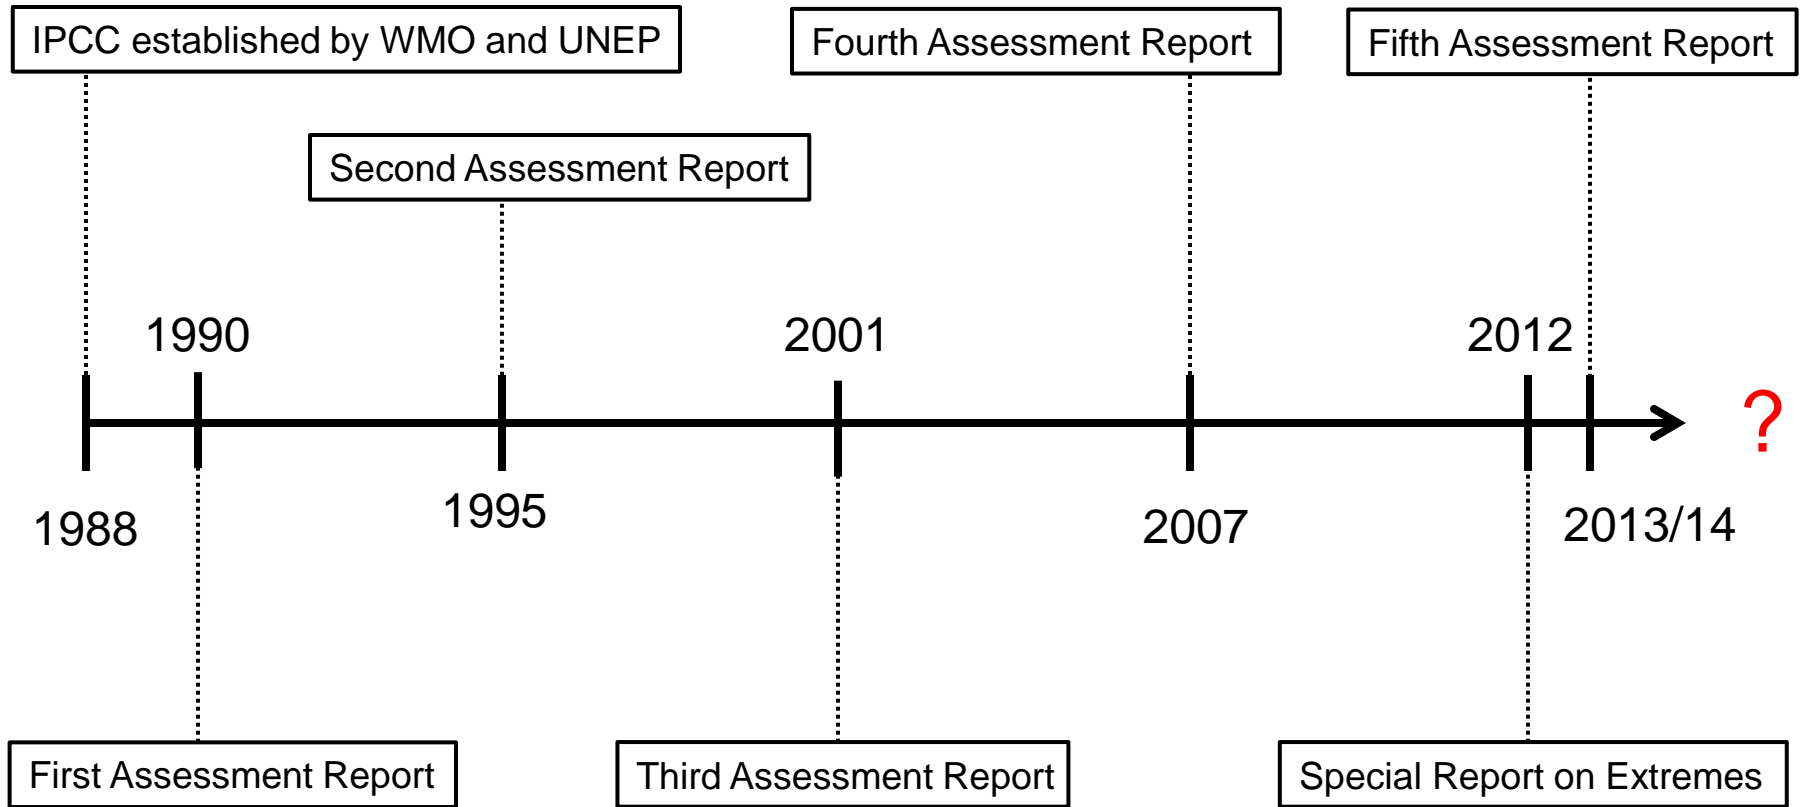 IPCC established by WMO and UNEP
Fourth Assessment Report
Fifth Assessment Report
Second Assessment Report
1990
2001
2012
?
1988
1995
2007
2013/14
First Assessment Report
Third Assessment Report
Special Report on Extremes